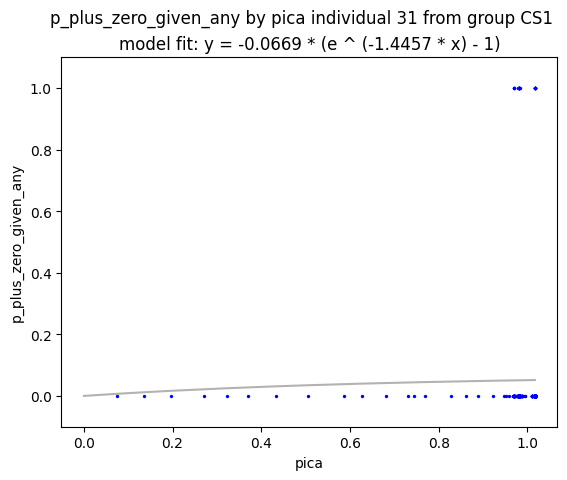 p_plus_zero_given_any by pica individual 31 from group CS1
model fit: y = -0.0669 * (e ^ (-1.4457 * x) - 1)
1.0
0.8
0.6
0.4
0.2
0.0
p_plus_zero_given_any
0.0 0.2 0.4 0.6 0.8 1.0
pica